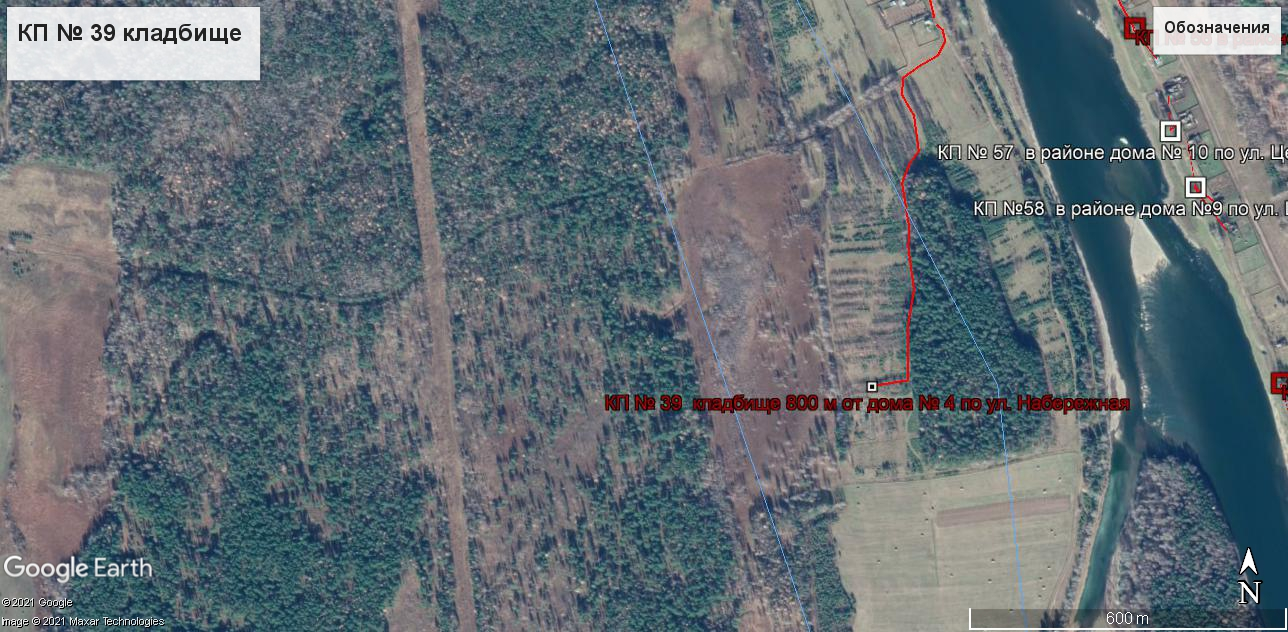 КП № 39 кладбище
Обозначения
КП № 57 в районе дома № 10 по ул. Це
КП №58 в районе дома №9 по ул.
КП № 39 кладбище 800 м от дома № 4 по ул. Набережная
Google Earth
© 2021 Google
Image © 2021 Maxar Technologies
N
600 m